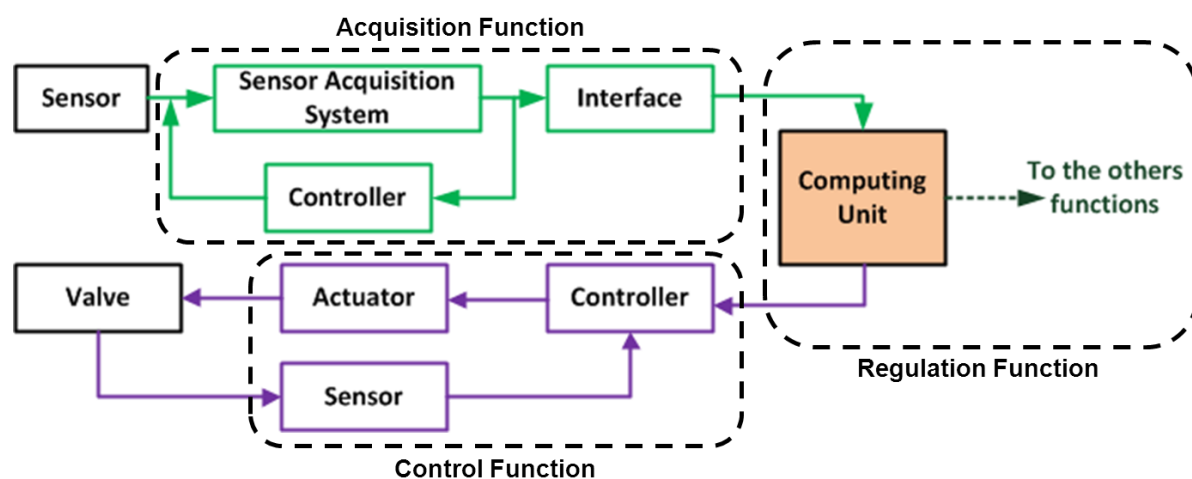 Acquisition Function
Sensor
Sensor Acquisition
System
Interface
Controller
Computing
Unit
To the others
functions
Valve
Actuator
Controller
Sensor
Regulation Function
Control Function